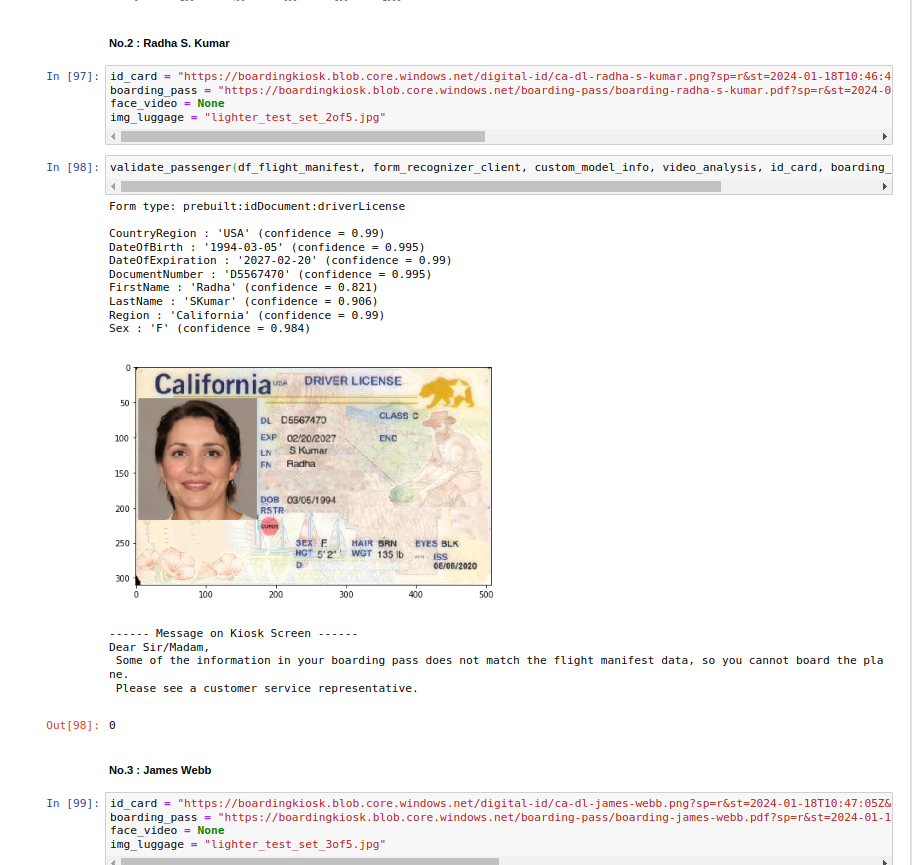 No.2 : Radha S. Kumar
In [97]:
id_card = "https://boardingkiosk.blob.core.windows.net/digital-id/ca-dl-radha-s-kumar.png?sp=r&st=2024-01-18T10:46:4
boarding_pass = "https://boardingkiosk.blob.core.windows.net/boarding-pass/boarding-radha-s-kumar.pdf?sp=r&st=2024-0
face_video = None
img_luggage = "lighter_test_set_2of5.jpg"
In [98]:
validate_passenger(df_flight_manifest, form_recognizer_client, custom_model_info, video_analysis, id_card, boarding_
Form type: prebuilt:idDocument:driverLicense
CountryRegion : 'USA' (confidence = 0.99)
DateOfBirth : '1994-03-05' (confidence = 0.995)
DateOfExpiration : '2027-02-20' (confidence = 0.99)
DocumentNumber : 'D5567470' (confidence = 0.995)
FirstName : 'Radha' (confidence = 0.821)
LastName : 'SKumar' (confidence = 0.906)
Region : 'California' (confidence = 0.99)
Sex : 'F' (confidence = 0.984)
0
50
100
150
200
250
300
California USA DRIVER LICENSE
DL D5567470 CLASS C
EXP 02/20/2027 END
LN S Kumar
FN Radha
DOB 03/05/1994
RSTR
DONOR
SEX F HAIR BRN EYES BLK
HGT 5'2" WGT 135 lb ISS
D: 08/08/2020
0 100 200 300 400 500
------ Message on Kiosk Screen ------
Dear Sir/Madam,
Some of the information in your boarding pass does not match the flight manifest data, so you cannot board the pla
ne.
Please see a customer service representative.
Out[98]: 0
No.3 : James Webb
In [99]:
id_card = "https://boardingkiosk.blob.core.windows.net/digital-id/ca-dl-james-webb.png?sp=r&st=2024-01-18T10:47:05Z&
boarding_pass = "https://boardingkiosk.blob.core.windows.net/boarding-pass/boarding-james-webb.pdf?sp=r&st=2024-01-1
face_video = None
img_luggage = "lighter_test_set_3of5.jpg"